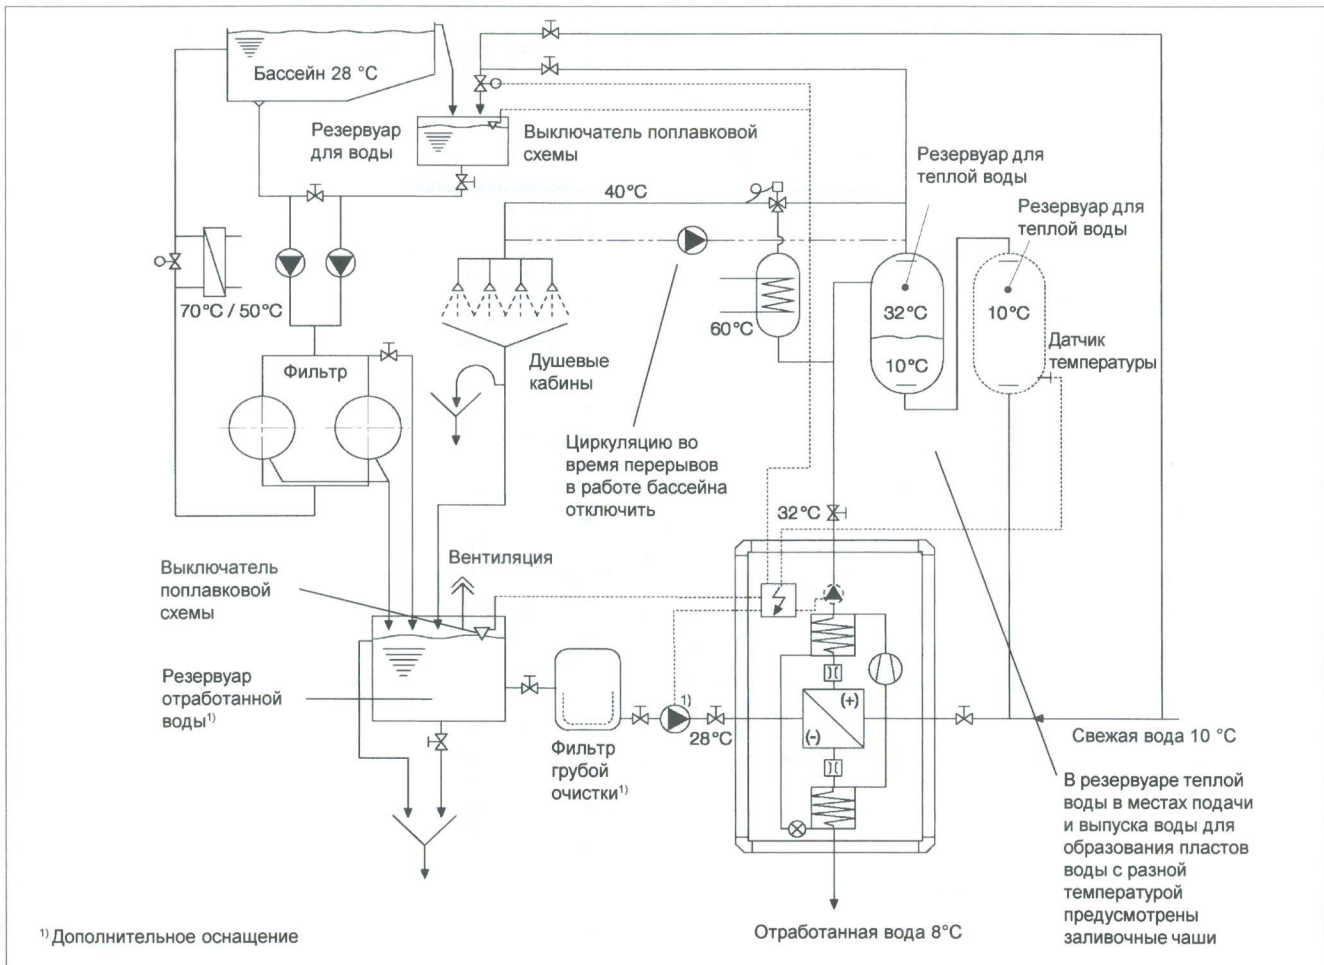 Бассейн 28 °C
Резервуар
для воды
Выключатель поплавковой
схемы
Резервуар для
теплой воды
Резервуар для
теплой воды
40°C
70°C / 50°C
60°C
32°C
10°C
10°C
Датчик
температуры
Фильтр
Душевые
кабины
Циркуляцию во
время перерывов
в работе бассейна
отключить
32°C
Вентиляция
Выключатель
поплавковой
схемы
Резервуар
отработанной
воды¹⁾
Фильтр
грубой
очистки¹⁾
1)
28°C
(+)
(-)
Свежая вода 10 °C
В резервуаре теплой
воды в местах подачи
и выпуска воды для
образования пластов
воды с разной
температурой
предусмотрены
заливочные чаши
Отработанная вода 8°C
¹⁾ Дополнительное оснащение